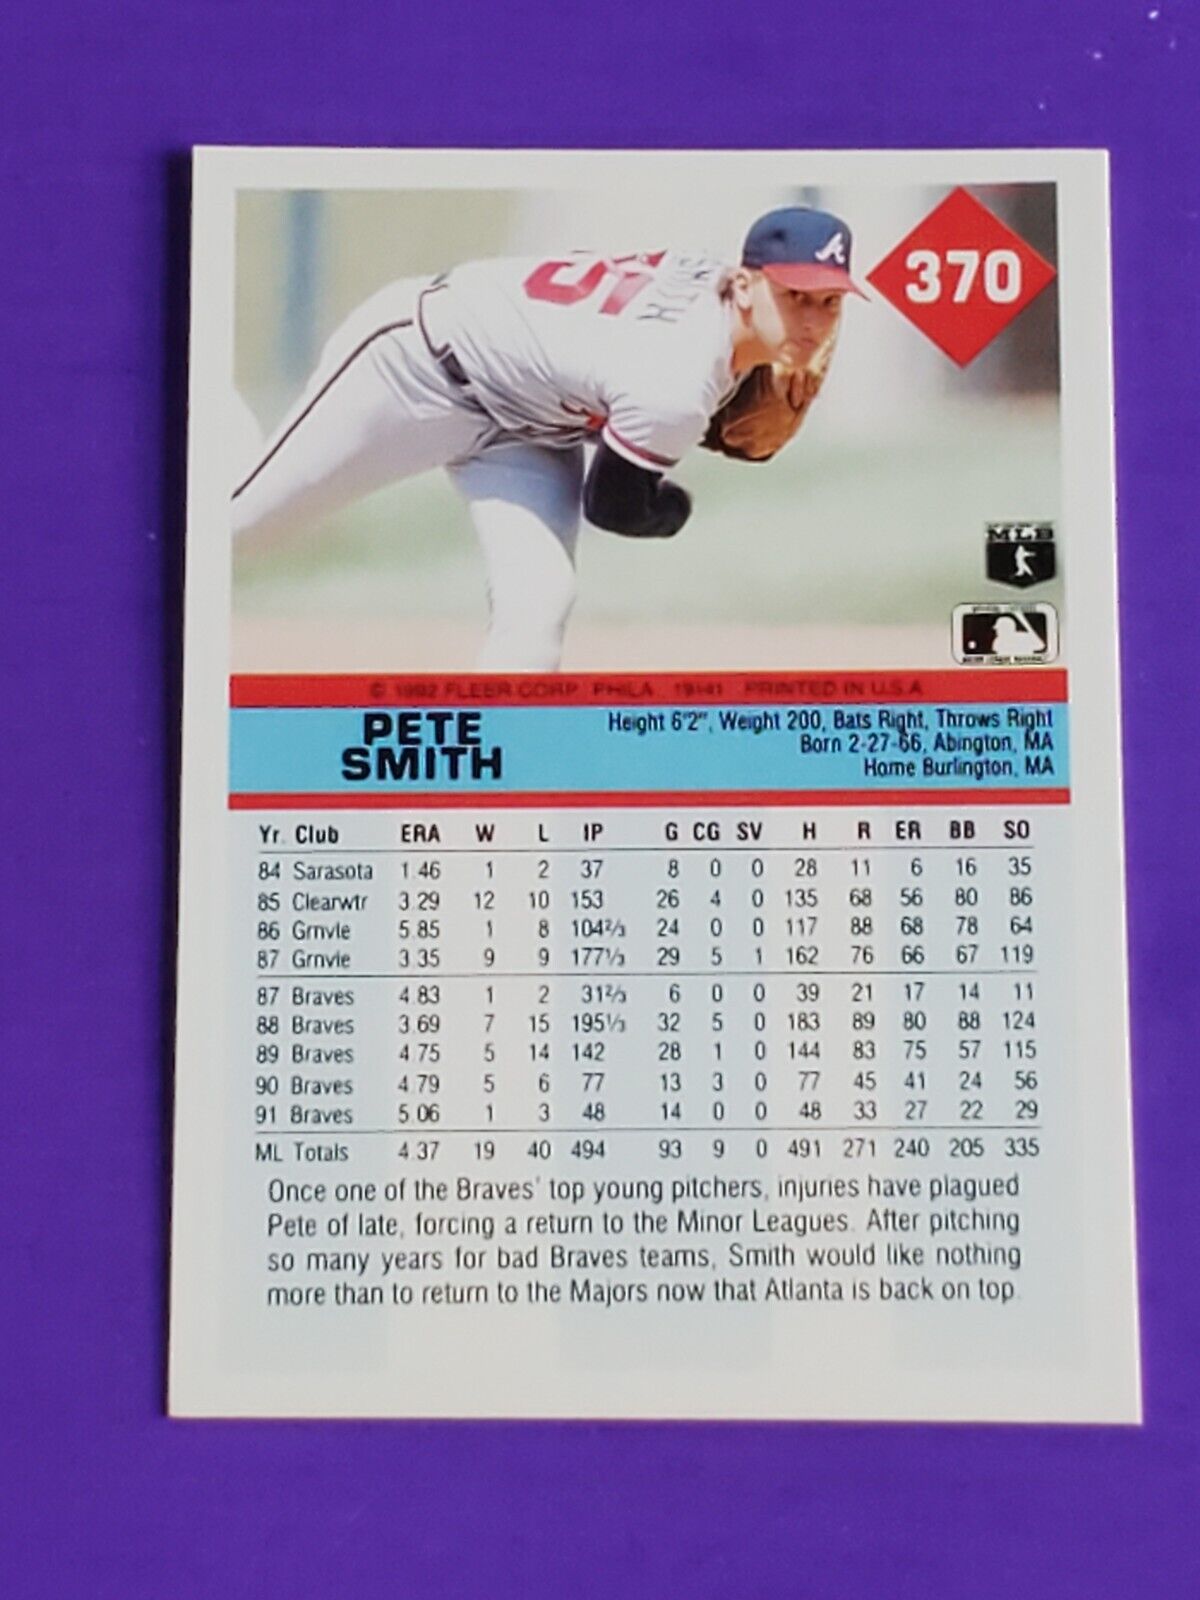 A
SMITH
370
MLB
© 1992 FLEER CORP PHILA. 19141 PRINTED IN U.S.A
PETE
SMITH
Height 6'2", Weight 200, Bats Right, Throws Right
Born 2-27-66, Abington, MA
Home Burlington, MA
Yr. Club ERA W L IP G CG SV H R ER BB SO
84 Sarasota 1.46 1 2 37 8 0 0 28 11 6 16 35
85 Clearwtr 3.29 12 10 153 26 4 0 135 68 56 80 86
86 Grnvle 5.85 1 8 104⅔ 24 0 0 117 88 68 78 64
87 Grnvle 3.35 9 9 177⅓ 29 5 1 162 76 66 67 119
87 Braves 4.83 1 2 31⅔ 6 0 0 39 21 17 14 11
88 Braves 3.69 7 15 195⅓ 32 5 0 183 89 80 88 124
89 Braves 4.75 5 14 142 28 1 0 144 83 75 57 115
90 Braves 4.79 5 6 77 13 3 0 77 45 41 24 56
91 Braves 5.06 1 3 48 14 0 0 48 33 27 22 29
ML Totals 4.37 19 40 494 93 9 0 491 271 240 205 335
Once one of the Braves' top young pitchers, injuries have plagued
Pete of late, forcing a return to the Minor Leagues. After pitching
so many years for bad Braves teams, Smith would like nothing
more than to return to the Majors now that Atlanta is back on top.